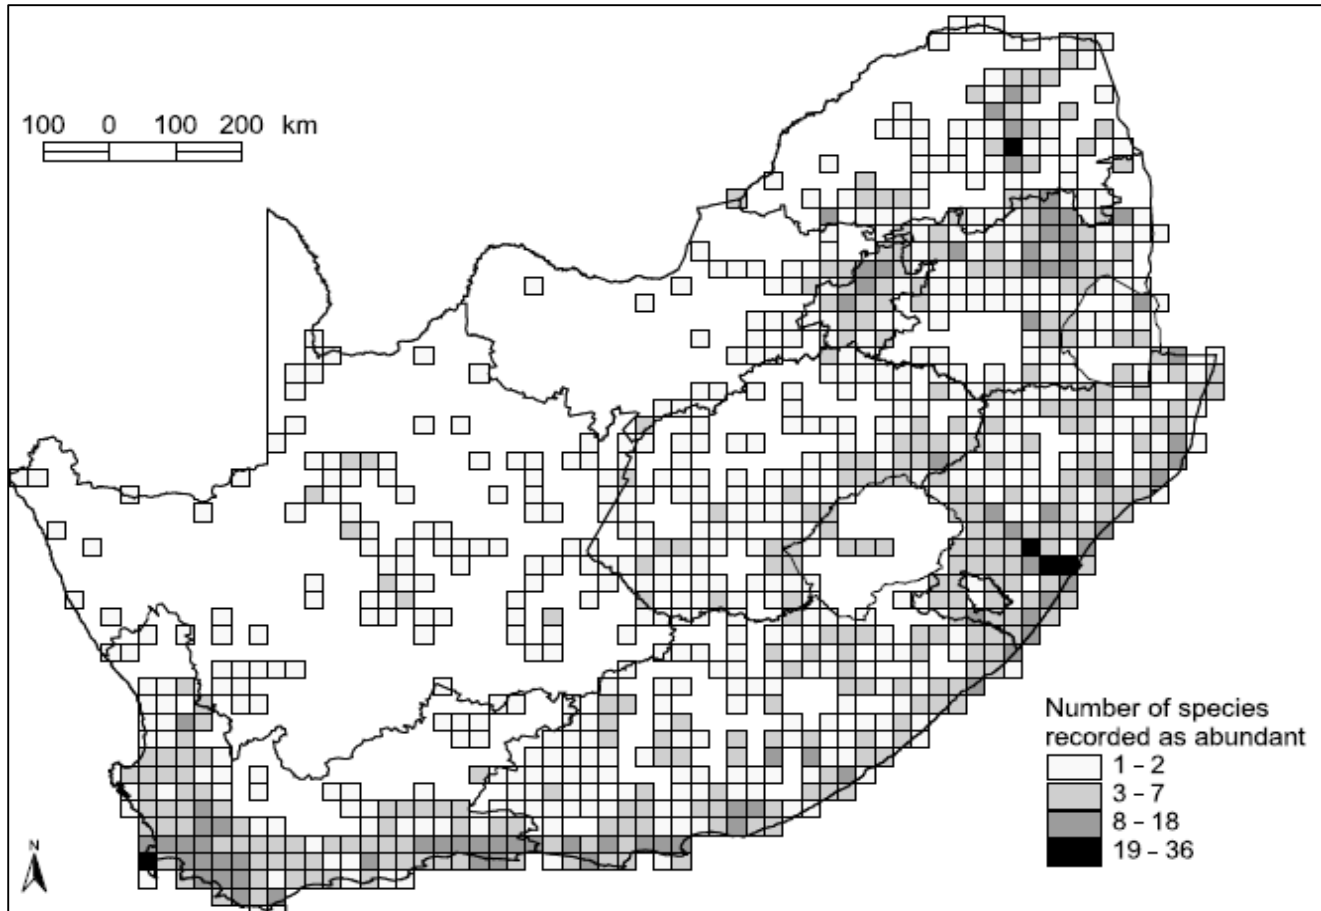 100 0 100 200 km
Number of species
recorded as abundant
1 - 2
3 - 7
8 - 18
19 - 36
N